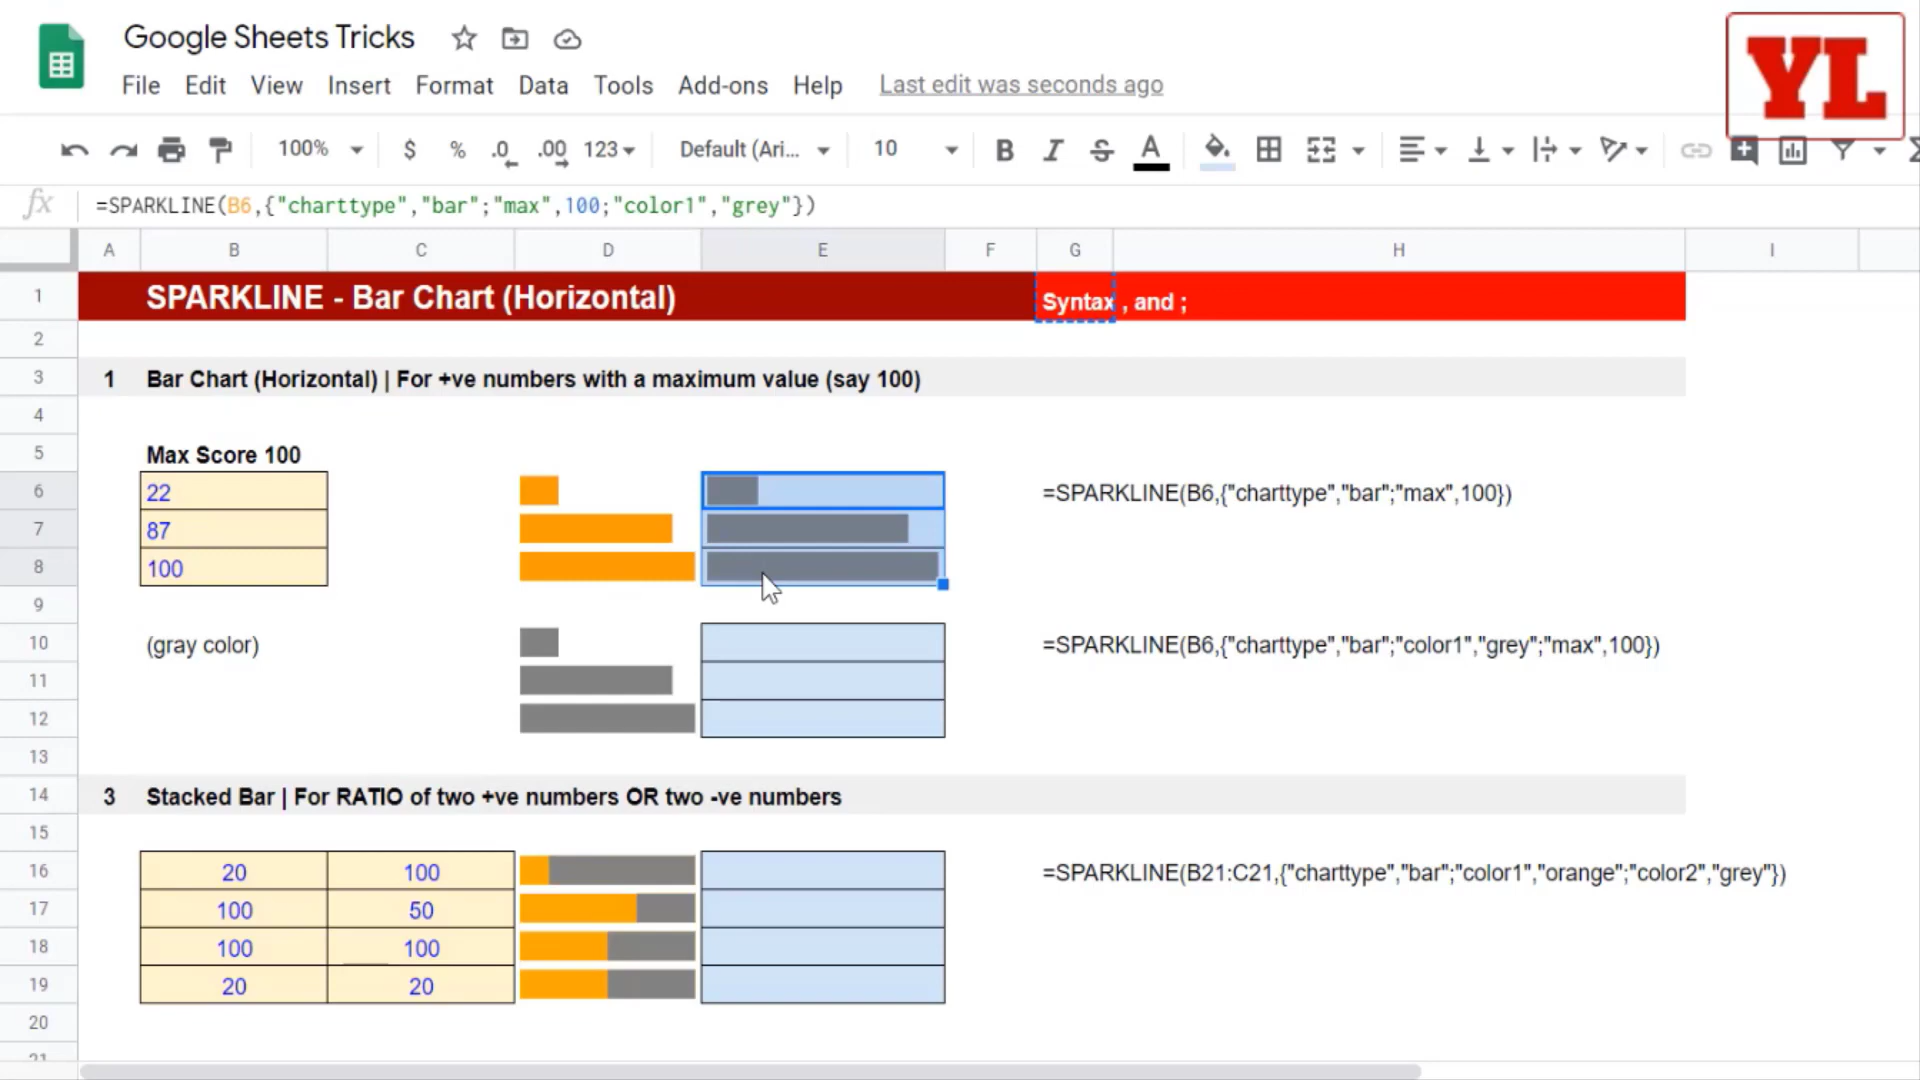 Google Sheets Tricks
YL
File Edit View Insert Format Data Tools Add-ons Help Last edit was seconds ago
100% $ % .0 .00 123 Default (Ari... 10 B I S A
fx =SPARKLINE(B6,{"charttype","bar";"max",100;"color1","grey"})
A B C D E F G H I
1 SPARKLINE - Bar Chart (Horizontal) Syntax , and ;
2
3 1 Bar Chart (Horizontal) | For +ve numbers with a maximum value (say 100)
4
5 Max Score 100
6 22 =SPARKLINE(B6,{"charttype","bar";"max",100})
7 87
8 100
9
10 (gray color) =SPARKLINE(B6,{"charttype","bar";"color1","grey";"max",100})
11
12
13
14 3 Stacked Bar | For RATIO of two +ve numbers OR two -ve numbers
15
16 20 100 =SPARKLINE(B21:C21,{"charttype","bar";"color1","orange";"color2","grey"})
17 100 50
18 100 100
19 20 20
20
21